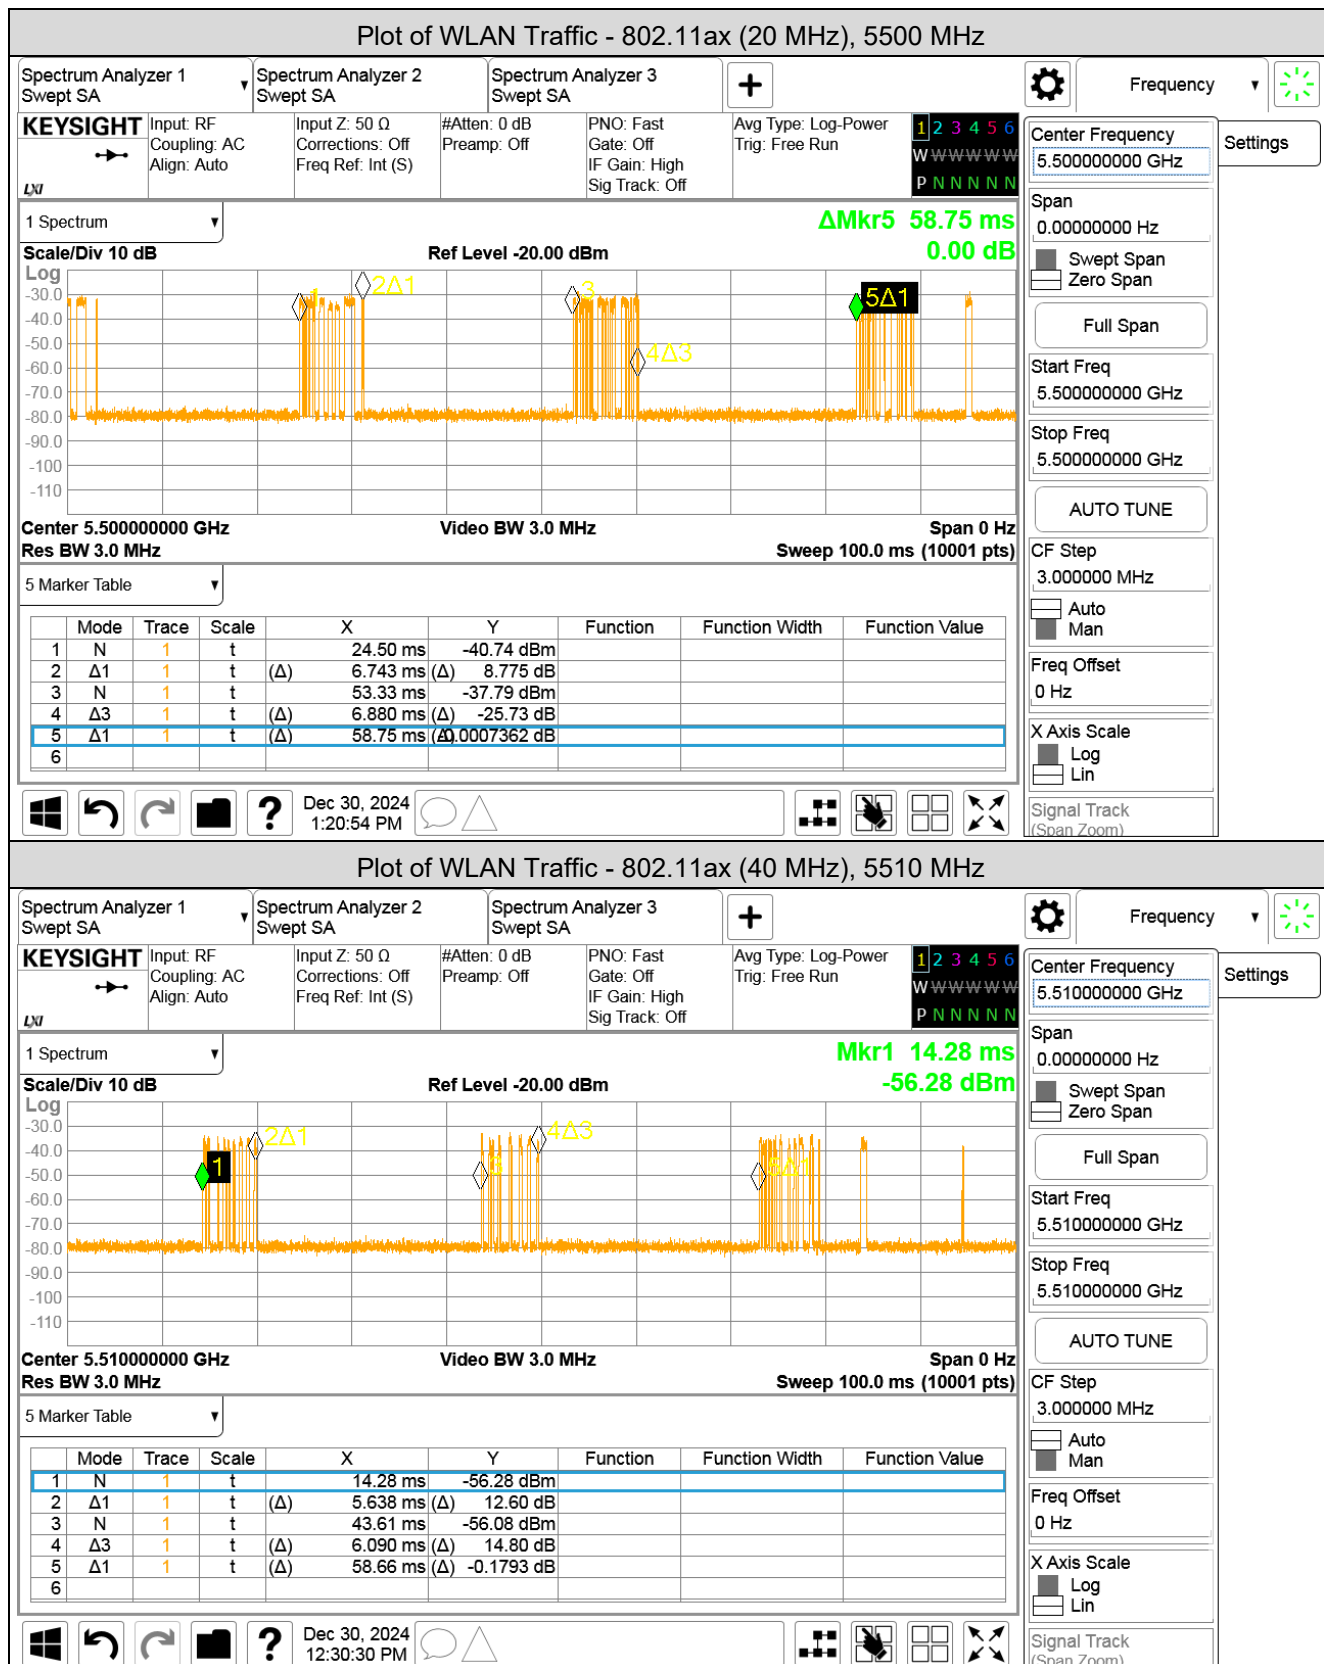 Plot of WLAN Traffic - 802.11ax (20 MHz), 5500 MHz
Spectrum Analyzer 1
Swept SA
Spectrum Analyzer 2
Swept SA
Spectrum Analyzer 3
Swept SA
Frequency
KEYSIGHT
LXI
Input: RF
Coupling: AC
Align: Auto
Input Z: 50 Ω
Corrections: Off
Freq Ref: Int (S)
#Atten: 0 dB
Preamp: Off
PNO: Fast
Gate: Off
IF Gain: High
Sig Track: Off
Avg Type: Log-Power
Trig: Free Run
1 2 3 4 5 6
W W W W W W
P N N N N N
1 Spectrum
ΔMkr5 58.75 ms
0.00 dB
Scale/Div 10 dB
Ref Level -20.00 dBm
Log
-30.0
-40.0
-50.0
-60.0
-70.0
-80.0
-90.0
-100
-110
1
2Δ1
3
4Δ3
5Δ1
Center 5.500000000 GHz
Video BW 3.0 MHz
Span 0 Hz
Res BW 3.0 MHz
Sweep 100.0 ms (10001 pts)
5 Marker Table
Mode Trace Scale X Y Function Function Width Function Value
1 N 1 t 24.50 ms -40.74 dBm
2 Δ1 1 t (Δ) 6.743 ms (Δ) 8.775 dB
3 N 1 t 53.33 ms -37.79 dBm
4 Δ3 1 t (Δ) 6.880 ms (Δ) -25.73 dB
5 Δ1 1 t (Δ) 58.75 ms (Δ) 0.0007362 dB
6
Dec 30, 2024
1:20:54 PM
Settings
Center Frequency
5.500000000 GHz
Span
0.00000000 Hz
Swept Span
Zero Span
Full Span
Start Freq
5.500000000 GHz
Stop Freq
5.500000000 GHz
AUTO TUNE
CF Step
3.000000 MHz
Auto
Man
Freq Offset
0 Hz
X Axis Scale
Log
Lin
Signal Track
(Span Zoom)
Plot of WLAN Traffic - 802.11ax (40 MHz), 5510 MHz
Spectrum Analyzer 1
Swept SA
Spectrum Analyzer 2
Swept SA
Spectrum Analyzer 3
Swept SA
Frequency
KEYSIGHT
LXI
Input: RF
Coupling: AC
Align: Auto
Input Z: 50 Ω
Corrections: Off
Freq Ref: Int (S)
#Atten: 0 dB
Preamp: Off
PNO: Fast
Gate: Off
IF Gain: High
Sig Track: Off
Avg Type: Log-Power
Trig: Free Run
1 2 3 4 5 6
W W W W W W
P N N N N N
1 Spectrum
Mkr1 14.28 ms
-56.28 dBm
Scale/Div 10 dB
Ref Level -20.00 dBm
Log
-30.0
-40.0
-50.0
-60.0
-70.0
-80.0
-90.0
-100
-110
1
2Δ1
3
4Δ3
5Δ1
Center 5.510000000 GHz
Video BW 3.0 MHz
Span 0 Hz
Res BW 3.0 MHz
Sweep 100.0 ms (10001 pts)
5 Marker Table
Mode Trace Scale X Y Function Function Width Function Value
1 N 1 t 14.28 ms -56.28 dBm
2 Δ1 1 t (Δ) 5.638 ms (Δ) 12.60 dB
3 N 1 t 43.61 ms -56.08 dBm
4 Δ3 1 t (Δ) 6.090 ms (Δ) 14.80 dB
5 Δ1 1 t (Δ) 58.66 ms (Δ) -0.1793 dB
6
Dec 30, 2024
12:30:30 PM
Settings
Center Frequency
5.510000000 GHz
Span
0.00000000 Hz
Swept Span
Zero Span
Full Span
Start Freq
5.510000000 GHz
Stop Freq
5.510000000 GHz
AUTO TUNE
CF Step
3.000000 MHz
Auto
Man
Freq Offset
0 Hz
X Axis Scale
Log
Lin
Signal Track
(Span Zoom)